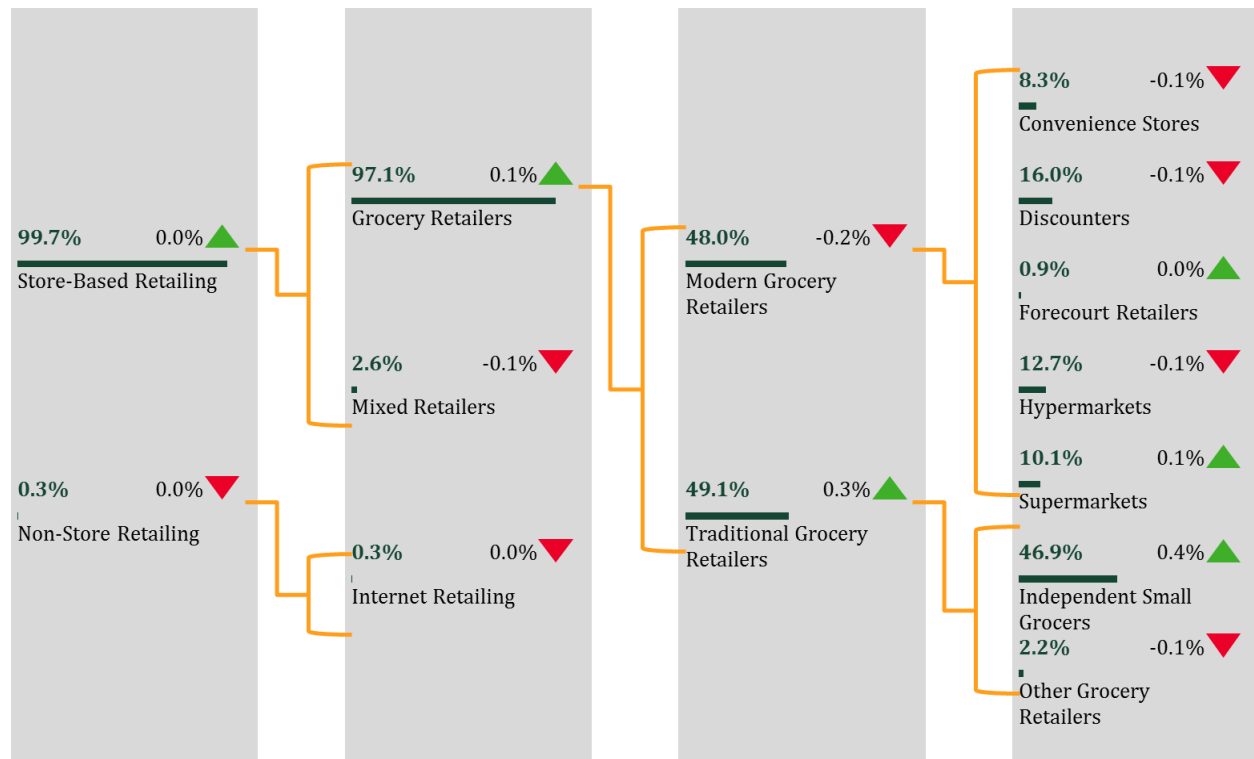 99.7% 0.0%
Store-Based Retailing
0.3% 0.0%
Non-Store Retailing
97.1% 0.1%
Grocery Retailers
2.6% -0.1%
Mixed Retailers
0.3% 0.0%
Internet Retailing
48.0% -0.2%
Modern Grocery
Retailers
49.1% 0.3%
Traditional Grocery
Retailers
8.3% -0.1%
Convenience Stores
16.0% -0.1%
Discounters
0.9% 0.0%
Forecourt Retailers
12.7% -0.1%
Hypermarkets
10.1% 0.1%
Supermarkets
46.9% 0.4%
Independent Small
Grocers
2.2% -0.1%
Other Grocery
Retailers